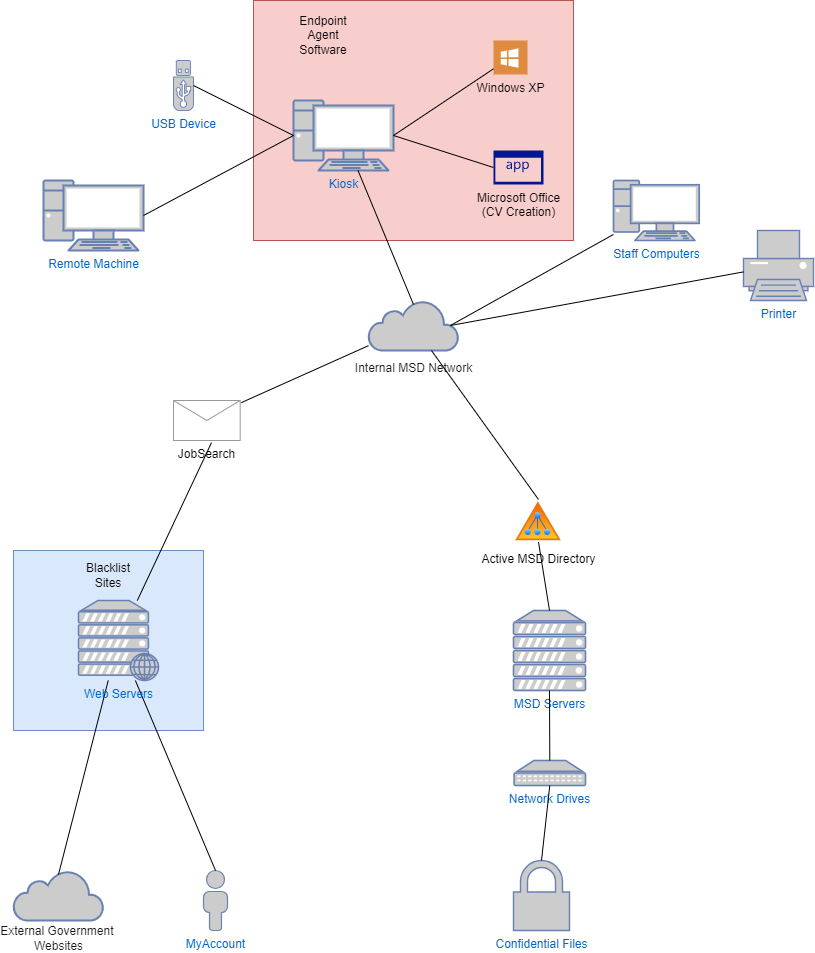 Endpoint
Agent
Software
Windows XP
USB Device
app
Kiosk
Microsoft Office
(CV Creation)
Remote Machine
Staff Computers
Printer
Internal MSD Network
JobSearch
Active MSD Directory
Blacklist
Sites
Web Servers
MSD Servers
Network Drives
External Government
Websites
MyAccount
Confidential Files